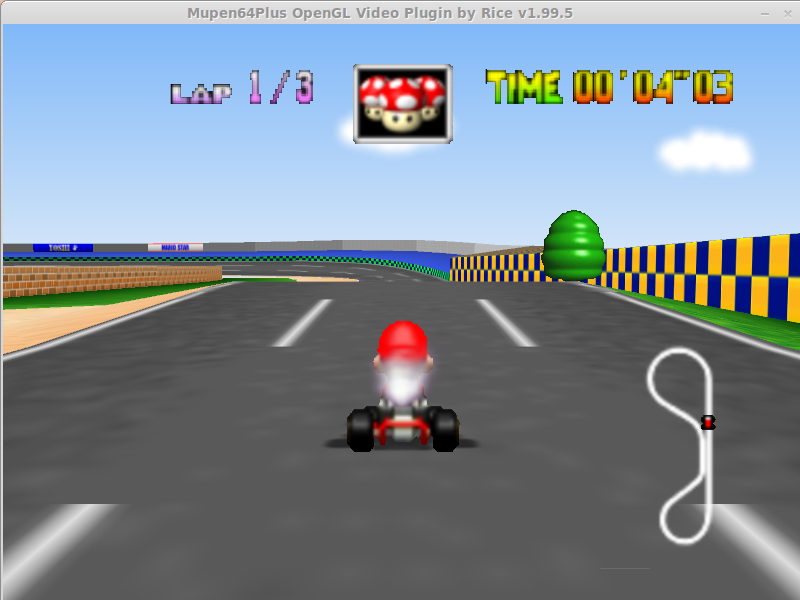 Mupen64Plus OpenGL Video Plugin by Rice v1.99.5
LAP 1/3
TIME 00'04"03
MARIO STAR